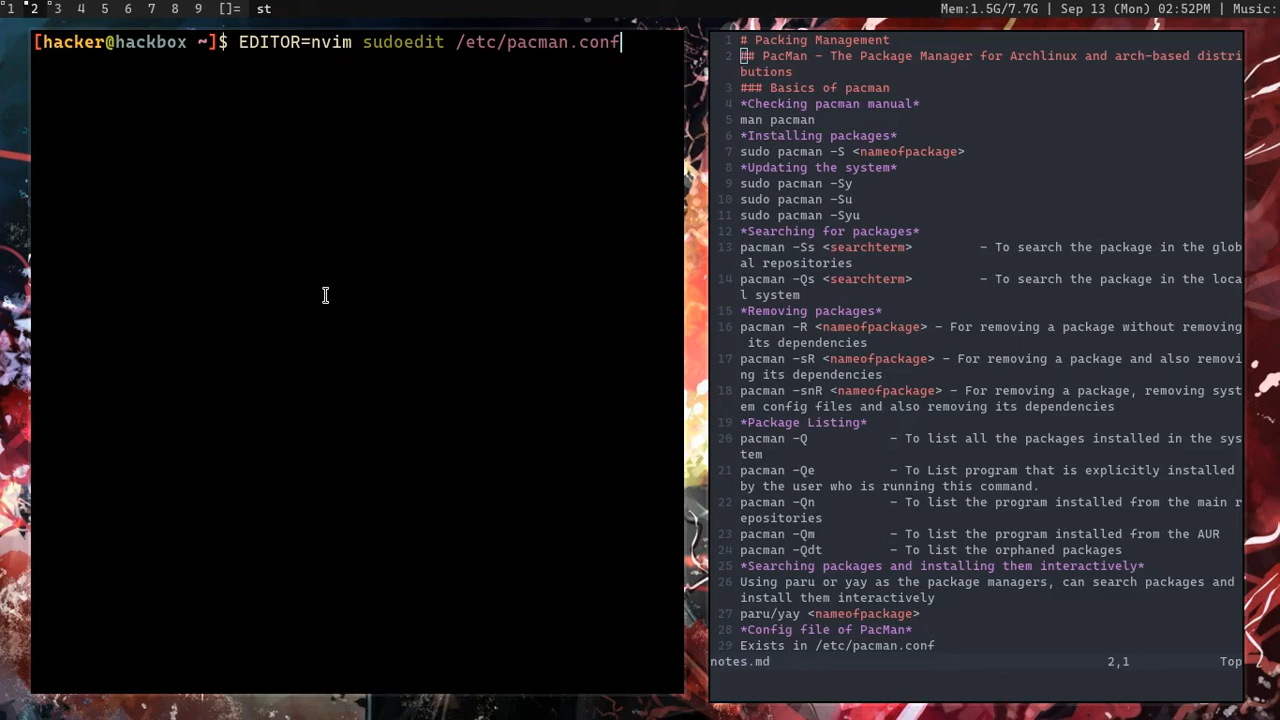 1 2 3 4 5 6 7 8 9 []= st Mem:1.5G/7.7G | Sep 13 (Mon) 02:52PM | Music:
[hacker@hackbox ~]$ EDITOR=nvim sudoedit /etc/pacman.conf
1 # Packing Management
2 ## PacMan - The Package Manager for Archlinux and arch-based distri
butions
3 ### Basics of pacman
4 *Checking pacman manual*
5 man pacman
6 *Installing packages*
7 sudo pacman -S <nameofpackage>
8 *Updating the system*
9 sudo pacman -Sy
10 sudo pacman -Su
11 sudo pacman -Syu
12 *Searching for packages*
13 pacman -Ss <searchterm> - To search the package in the glob
al repositories
14 pacman -Qs <searchterm> - To search the package in the loca
l system
15 *Removing packages*
16 pacman -R <nameofpackage> - For removing a package without removing
its dependencies
17 pacman -sR <nameofpackage> - For removing a package and also removi
ng its dependencies
18 pacman -snR <nameofpackage> - For removing a package, removing syst
em config files and also removing its dependencies
19 *Package Listing*
20 pacman -Q - To list all the packages installed in the sys
tem
21 pacman -Qe - To List program that is explicitly installed
by the user who is running this command.
22 pacman -Qn - To list the program installed from the main r
epositories
23 pacman -Qm - To list the program installed from the AUR
24 pacman -Qdt - To list the orphaned packages
25 *Searching packages and installing them interactively*
26 Using paru or yay as the package managers, can search packages and
install them interactively
27 paru/yay <nameofpackage>
28 *Config file of PacMan*
29 Exists in /etc/pacman.conf
notes.md 2,1 Top